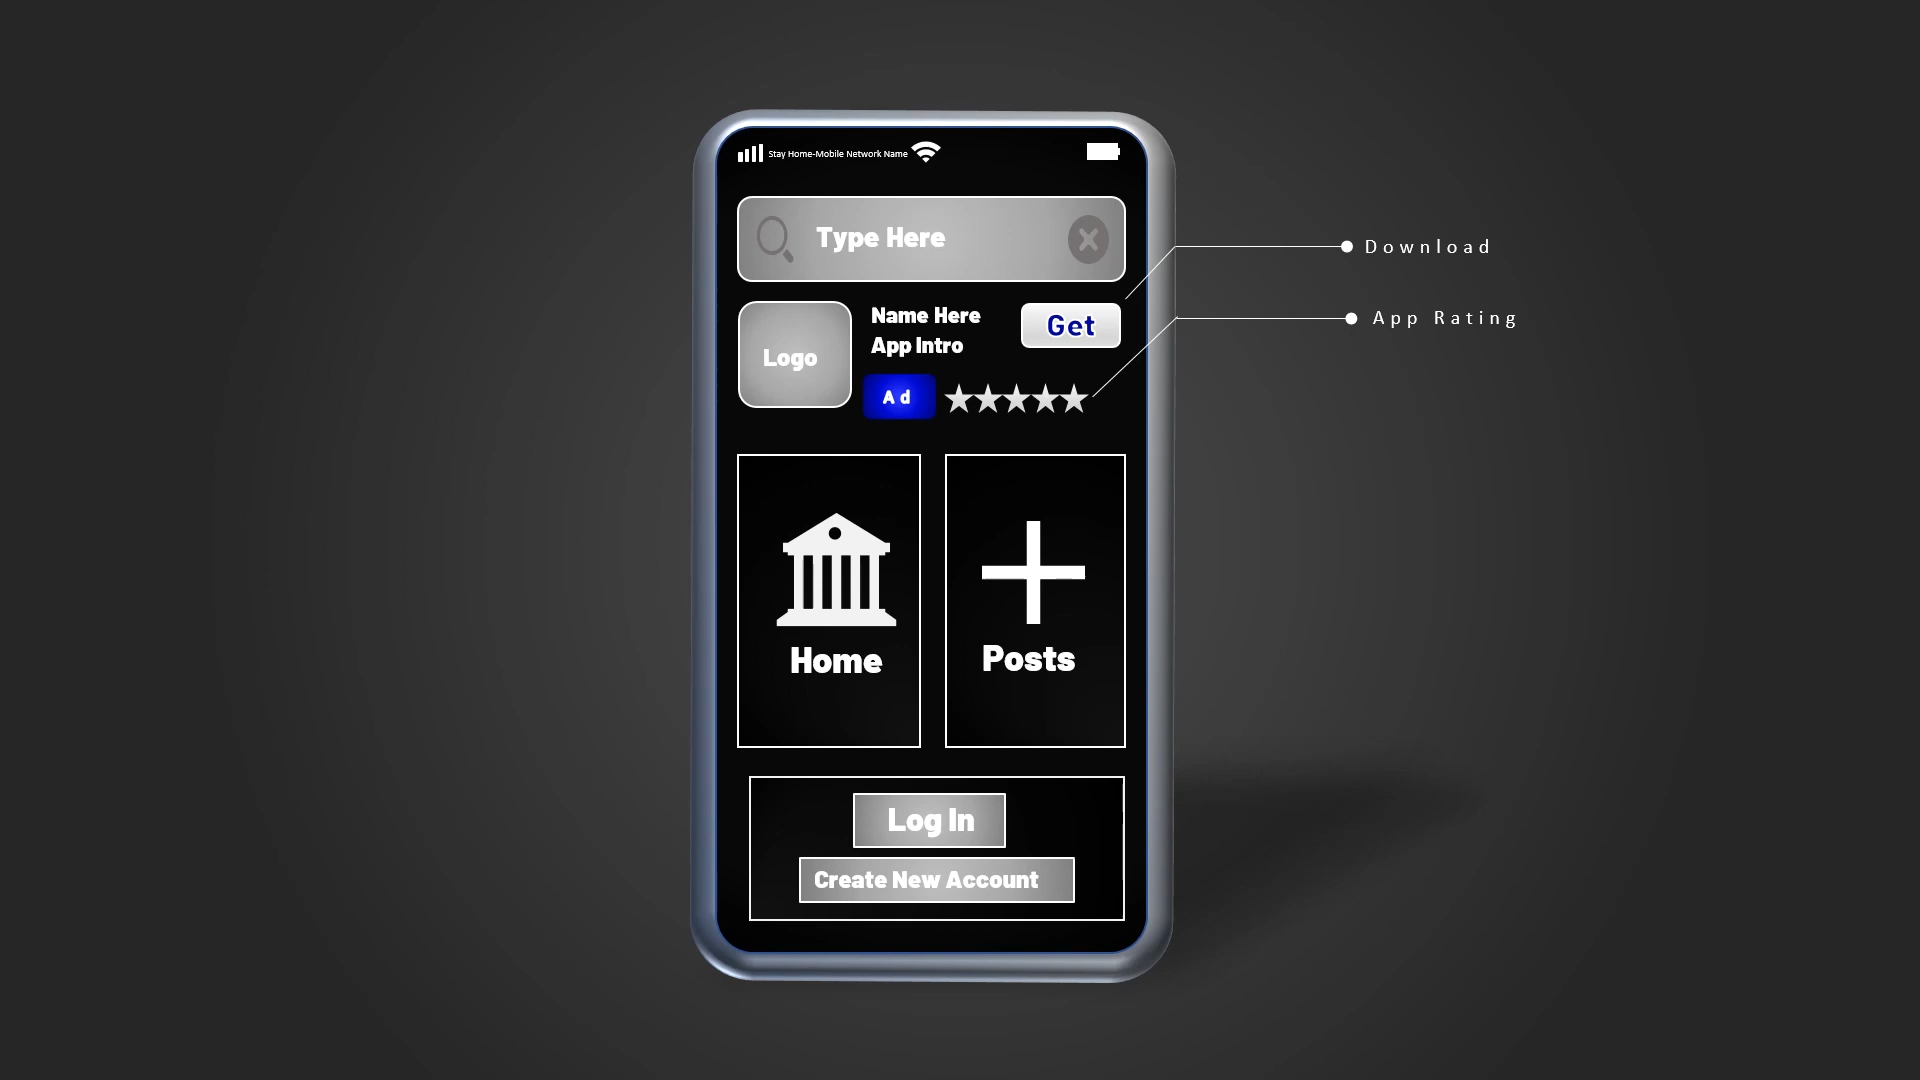 Stay Home-Mobile Network Name
Type Here
Download
Name Here
App Intro
Get
App Rating
Logo
Ad
Home
Posts
Log In
Create New Account